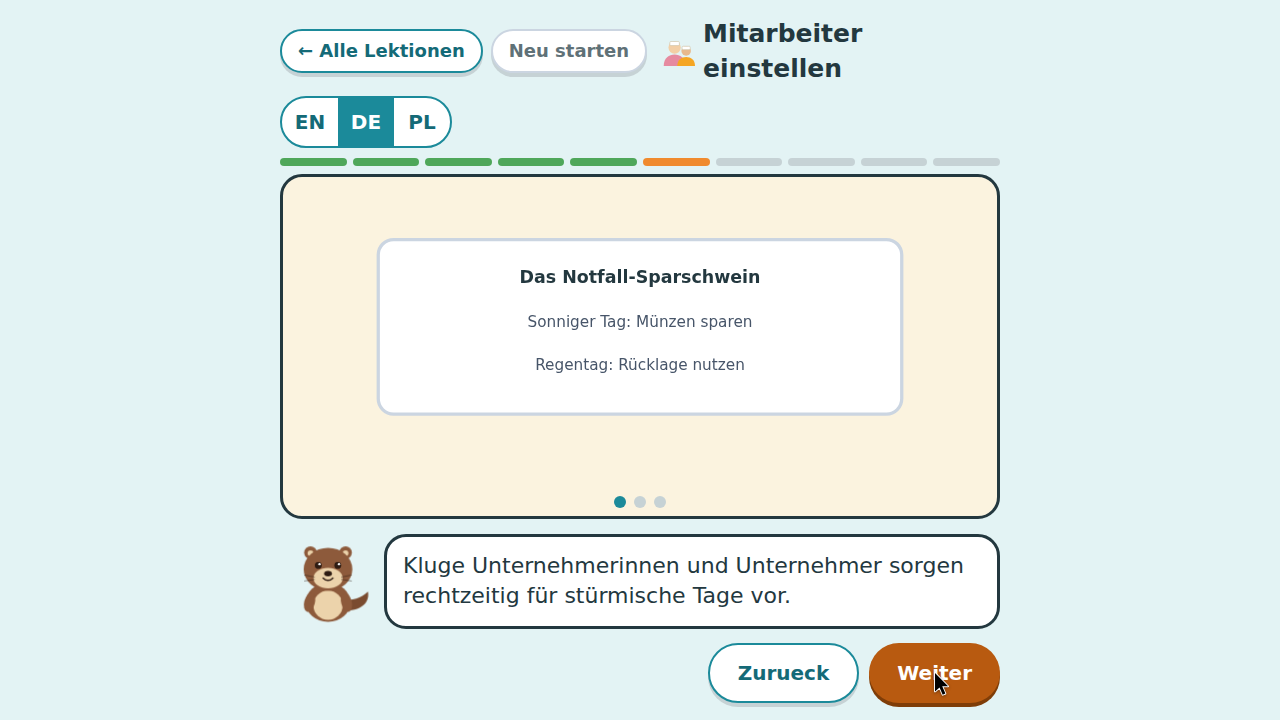 ← Alle Lektionen
Neu starten
Mitarbeiter
einstellen
EN DE PL
Das Notfall-Sparschwein
Sonniger Tag: Münzen sparen
Regentag: Rücklage nutzen
Kluge Unternehmerinnen und Unternehmer sorgen
rechtzeitig für stürmische Tage vor.
Zurueck
Weiter